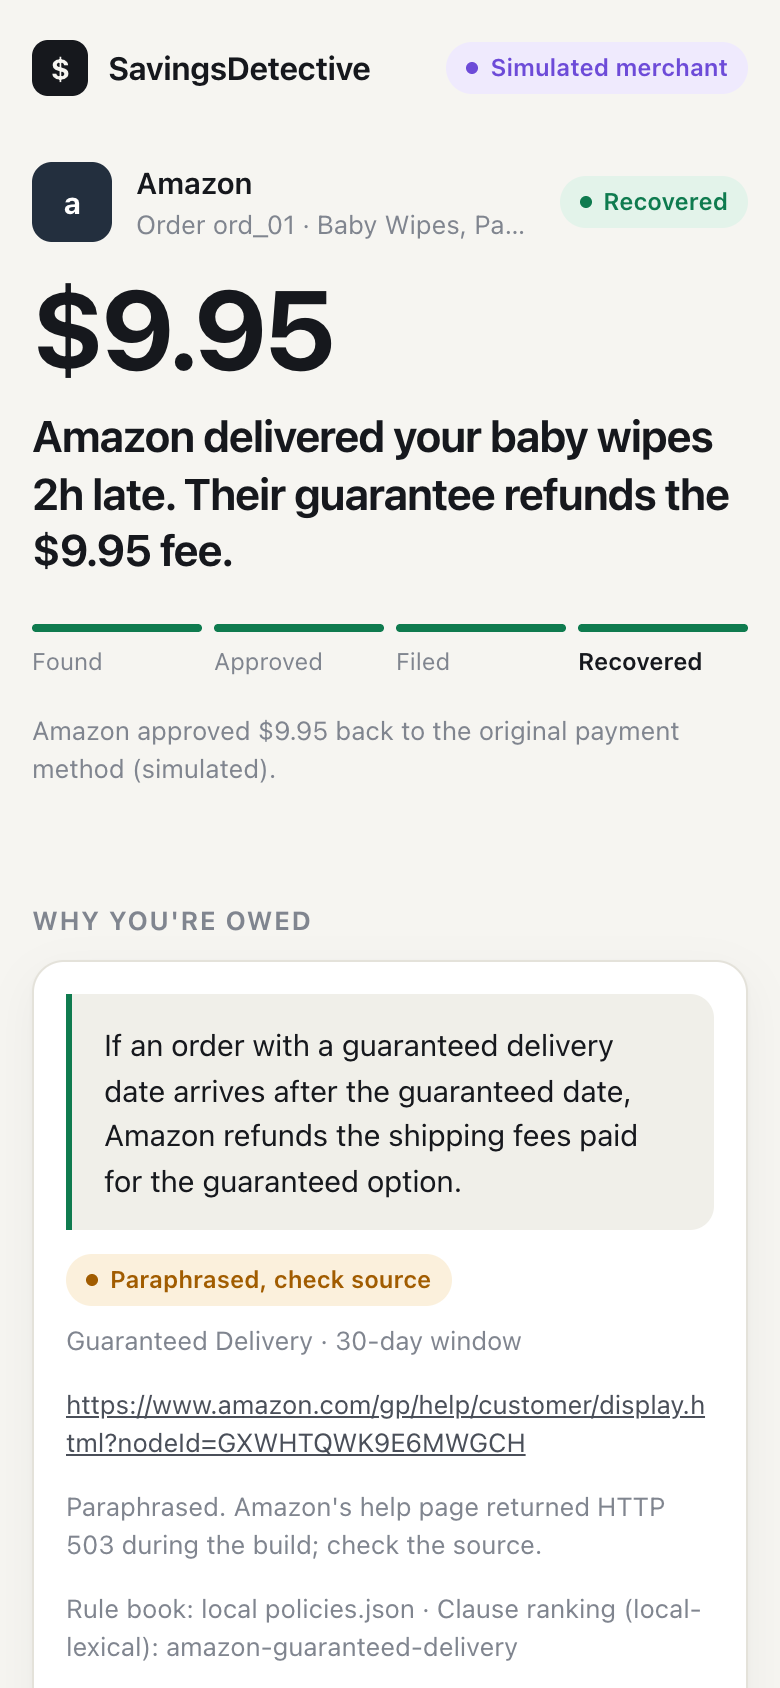 $ SavingsDetective Simulated merchant
a Amazon
Order ord_01 · Baby Wipes, Pa... Recovered
$9.95
Amazon delivered your baby wipes
2h late. Their guarantee refunds the
$9.95 fee.
Found Approved Filed Recovered
Amazon approved $9.95 back to the original payment
method (simulated).
WHY YOU'RE OWED
If an order with a guaranteed delivery
date arrives after the guaranteed date,
Amazon refunds the shipping fees paid
for the guaranteed option.
Paraphrased, check source
Guaranteed Delivery · 30-day window
https://www.amazon.com/gp/help/customer/display.h
tml?nodeId=GXWHTQWK9E6MWGCH
Paraphrased. Amazon's help page returned HTTP
503 during the build; check the source.
Rule book: local policies.json · Clause ranking (local-
lexical): amazon-guaranteed-delivery